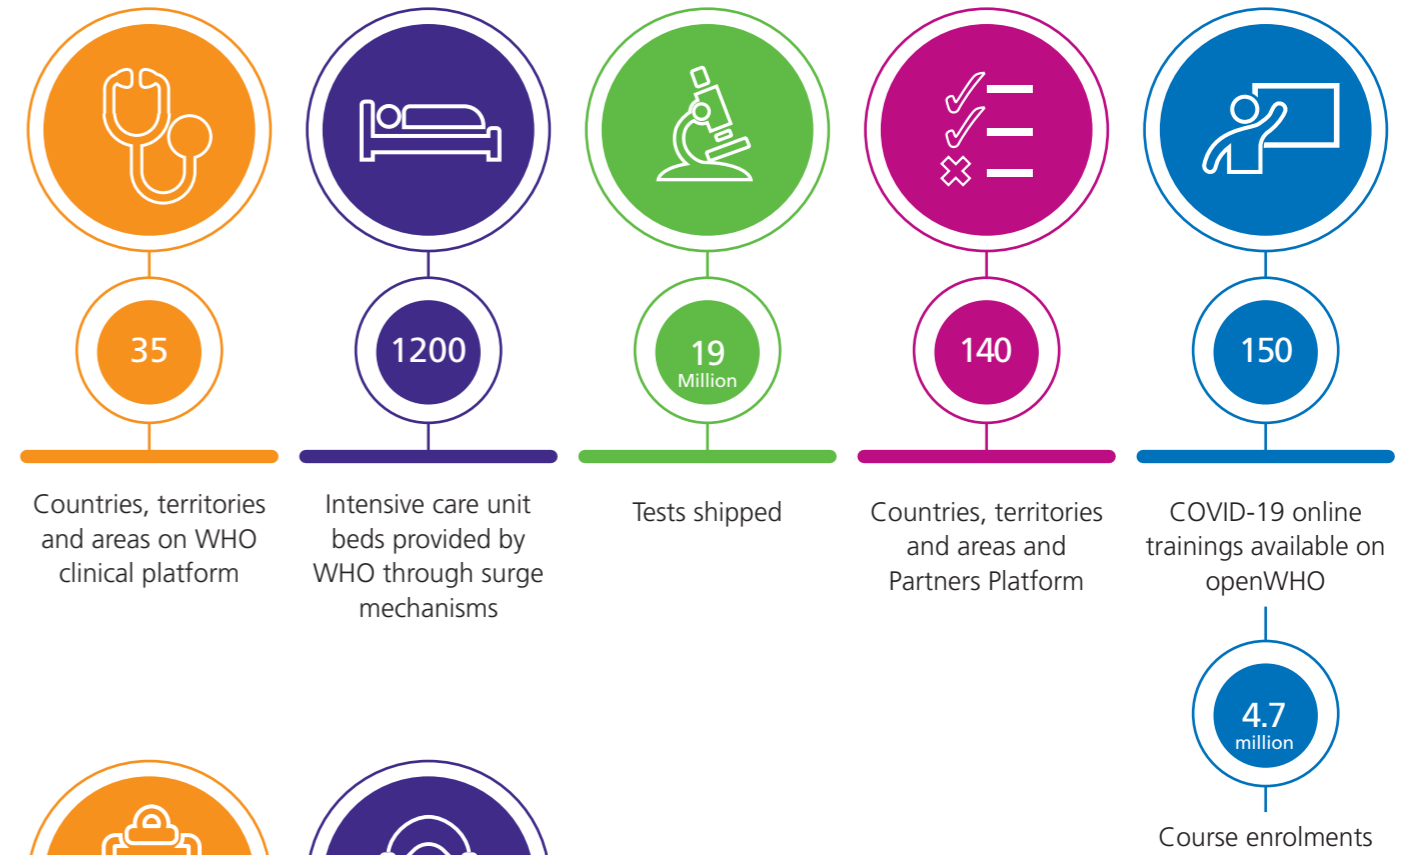 35
1200
19
Million
140
150
Countries, territories
and areas on WHO
clinical platform
Intensive care unit
beds provided by
WHO through surge
mechanisms
Tests shipped
Countries, territories
and areas and
Partners Platform
COVID-19 online
trainings available on
openWHO
4.7
million
Course enrolments